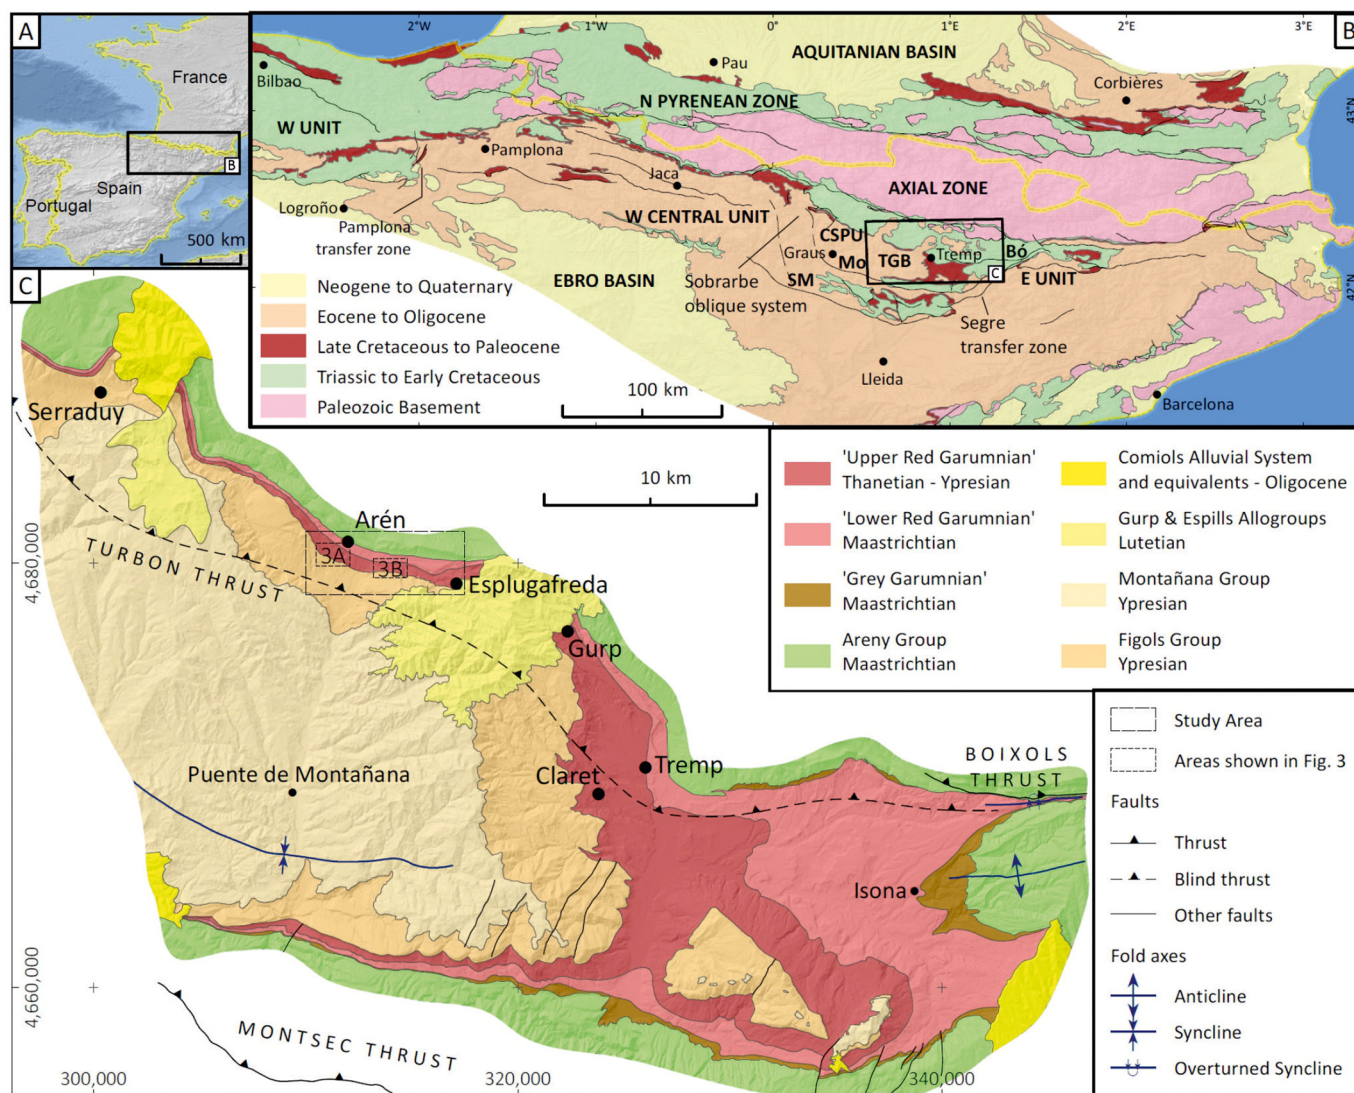 A
France
Spain
Portugal
B
500 km
B
2°W
1°W
0°
1°E
2°E
3°E
43°N
42°N
AQUITANIAN BASIN
Bilbao
Pau
Corbières
N PYRENEAN ZONE
W UNIT
Pamplona
Jaca
AXIAL ZONE
Logroño
W CENTRAL UNIT
Pamplona
transfer zone
CSPU
Graus
Mo
TGB
Tremp
Bó
C
SM
E UNIT
EBRO BASIN
Sobrarbe
oblique system
Segre
transfer zone
Lleida
Barcelona
Neogene to Quaternary
Eocene to Oligocene
Late Cretaceous to Paleocene
Triassic to Early Cretaceous
Paleozoic Basement
100 km
C
Serraduy
10 km
Arén
3A
3B
Esplugafreda
TURBON THRUST
Gurp
Puente de Montañana
Claret
Tremp
BOIXOLS
THRUST
Isona
MONTSEC THRUST
4,680,000
4,660,000
300,000
320,000
340,000
'Upper Red Garumnian'
Thanetian - Ypresian
'Lower Red Garumnian'
Maastrichtian
'Grey Garumnian'
Maastrichtian
Areny Group
Maastrichtian
Comiols Alluvial System
and equivalents - Oligocene
Gurp & Espills Allogroups
Lutetian
Montañana Group
Ypresian
Figols Group
Ypresian
Study Area
Areas shown in Fig. 3
Faults
Thrust
Blind thrust
Other faults
Fold axes
Anticline
Syncline
Overturned Syncline